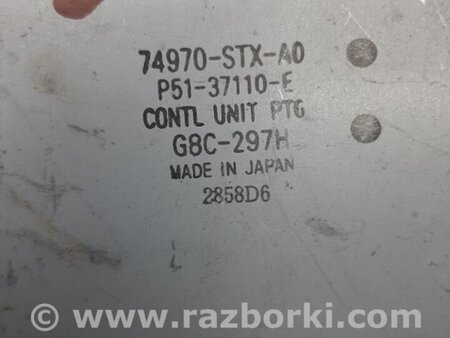 74970-STX-A0
P51-37110-E
CONTL UNIT PTG
G8C-297H
MADE IN JAPAN
2858D6
© www.razborki.com